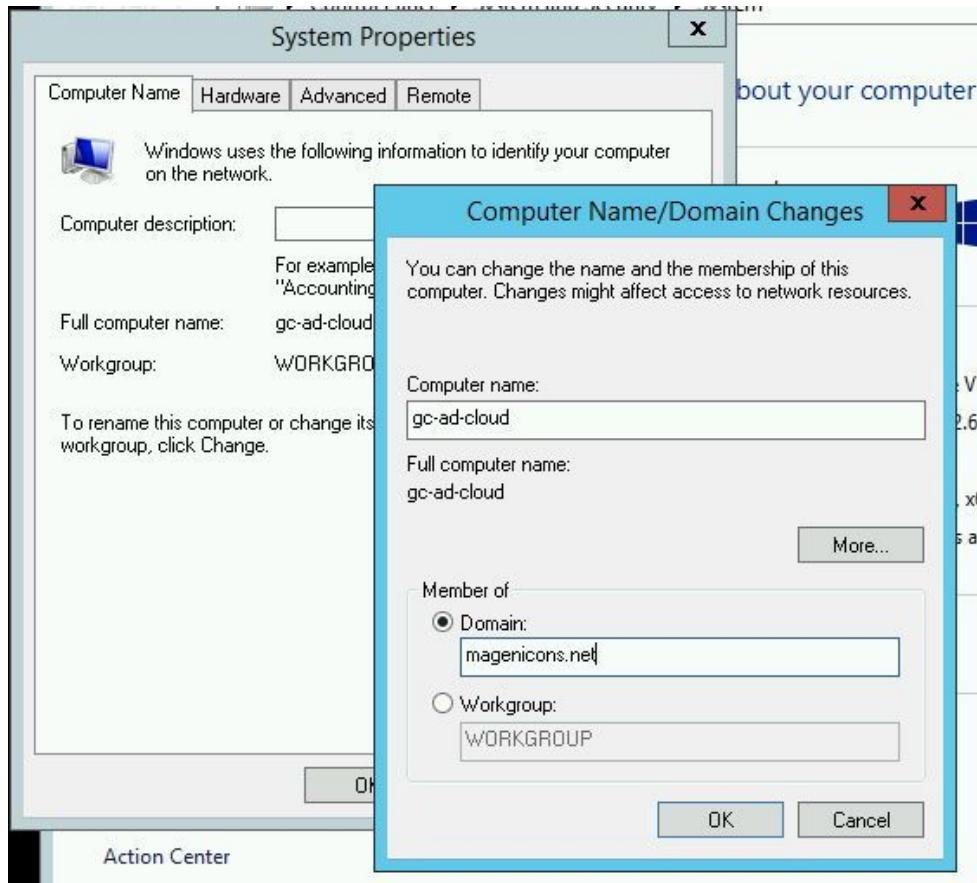 System Properties
x
Computer Name
Hardware
Advanced
Remote
Windows uses the following information to identify your computer
on the network.
Computer description:
For example
"Accounting
Full computer name:
gc-ad-cloud
Workgroup:
WORKGRO
To rename this computer or change its
workgroup, click Change.
Action Center
bout your computer
Computer Name/Domain Changes
x
You can change the name and the membership of this
computer. Changes might affect access to network resources.
Computer name:
gc-ad-cloud
Full computer name:
gc-ad-cloud
More...
Member of
Domain:
magenicons.net
Workgroup:
WORKGROUP
OK
Cancel